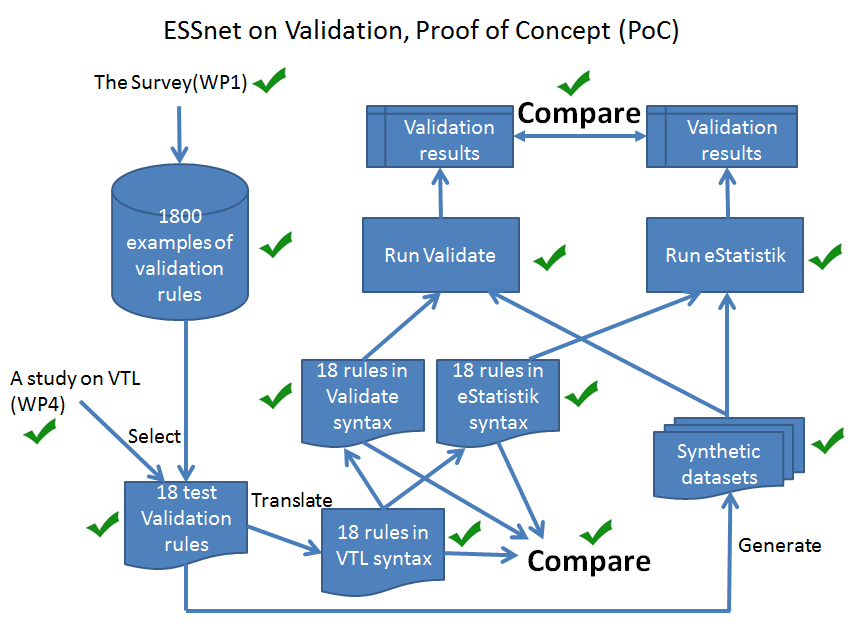 ESSnet on Validation, Proof of Concept (PoC)
The Survey(WP1)
1800
examples of
validation
rules
A study on VTL
(WP4)
Select
18 test
Validation
rules
Translate
18 rules in
VTL syntax
18 rules in
Validate
syntax
18 rules in
eStatistik
syntax
Compare
Run Validate
Run eStatistik
Validation
results
Compare
Validation
results
Synthetic
datasets
Generate